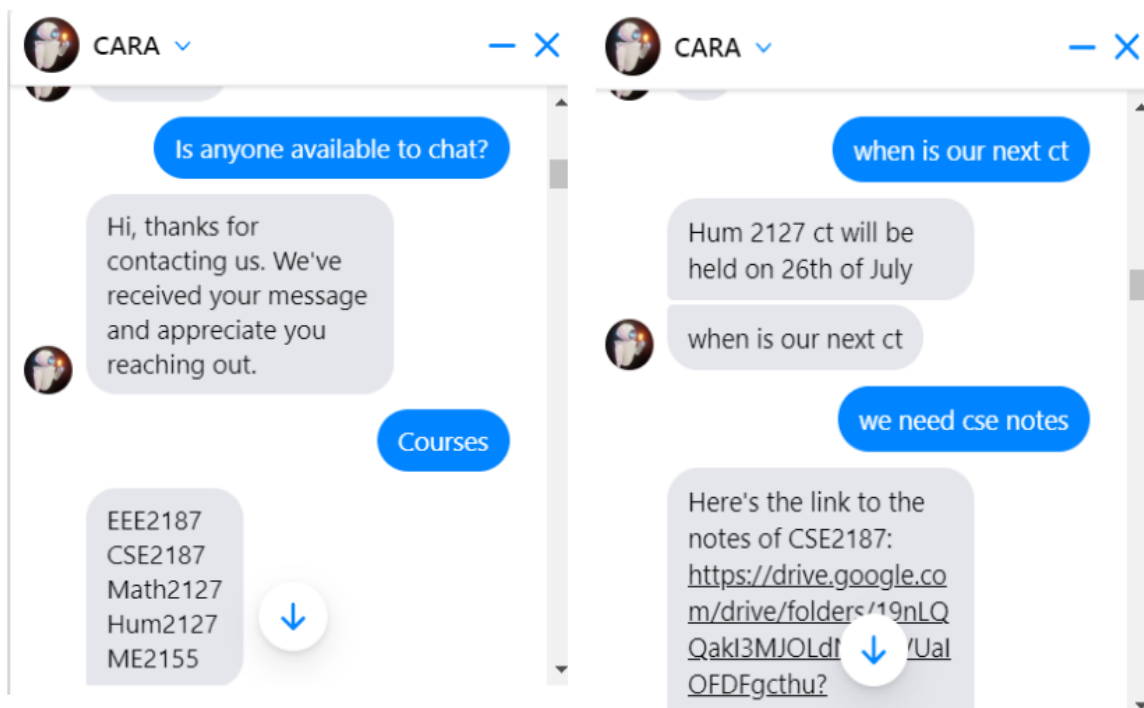 CARA
Is anyone available to chat?
Hi, thanks for
contacting us. We've
received your message
and appreciate you
reaching out.
Courses
EEE2187
CSE2187
Math2127
Hum2127
ME2155
CARA
when is our next ct
Hum 2127 ct will be
held on 26th of July
when is our next ct
we need cse notes
Here's the link to the
notes of CSE2187:
https://drive.google.co
m/drive/folders/19nLQ
OFDFgcthu?